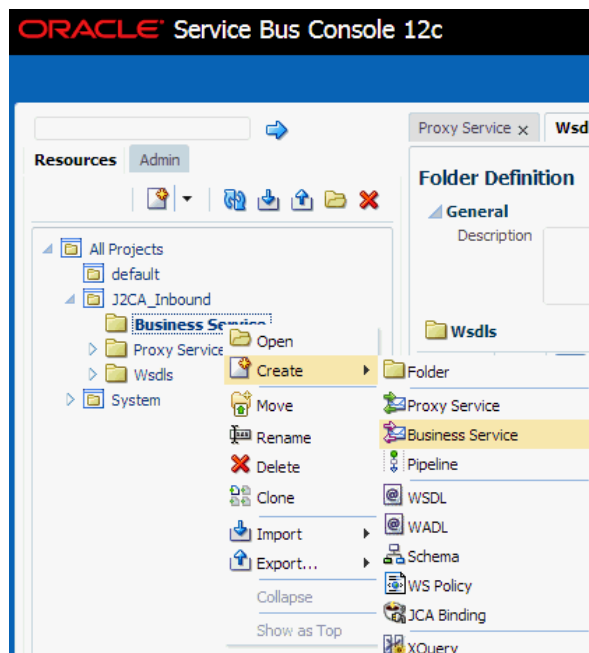 ORACLE Service Bus Console 12c
Proxy Service x
Wsd
Resources
Admin
Folder Definition
General
Description
All Projects
default
J2CA_Inbound
Business Service
Wsdls
Open
Proxy Service
Create
Folder
Wsdls
System
Move
Proxy Service
Rename
Business Service
Delete
Pipeline
Clone
WSDL
Import
WADL
Export...
Schema
WS Policy
Collapse
JCA Binding
Show as Top
XQuery